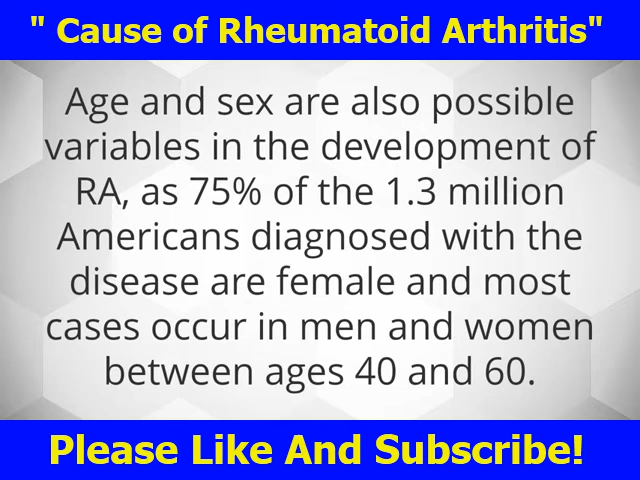 " Cause of Rheumatoid Arthritis"
Age and sex are also possible
variables in the development of
RA, as 75% of the 1.3 million
Americans diagnosed with the
disease are female and most
cases occur in men and women
between ages 40 and 60.
Please Like And Subscribe!